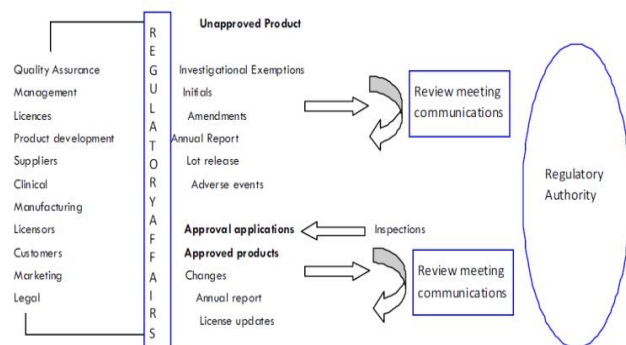 Unapproved Product
Quality Assurance
Management
Licences
Product development
Suppliers
Clinical
Manufacturing
Licensors
Customers
Marketing
Legal
REGULATORYAFFAIRS
Investigational Exemptions
Initials
Amendments
Annual Report
Lot release
Adverse events
Approval applications
Inspections
Approved products
Changes
Annual report
License updates
Review meeting
communications
Review meeting
communications
Regulatory
Authority